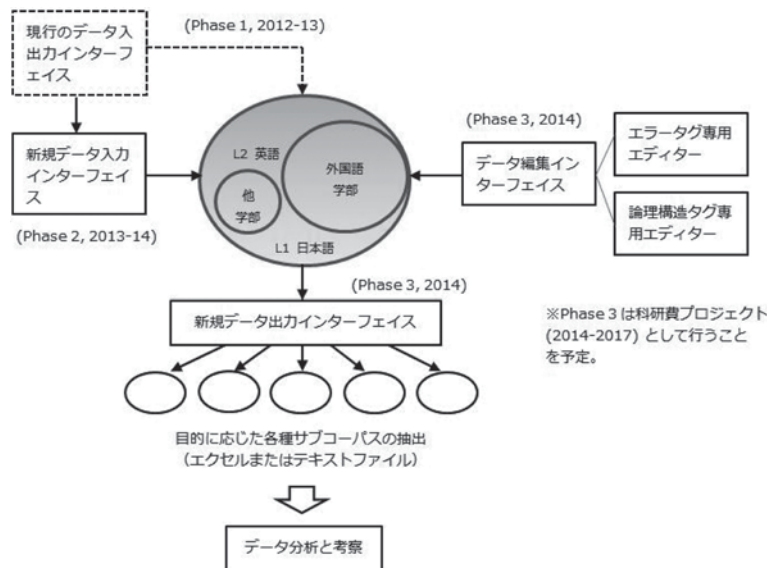 現行のデータ入
出力インターフ
ェイス
(Phase 1, 2012-13)
新規データ入力
インターフェイ
ス
(Phase 2, 2013-14)
L2 英語
他
学部
外国語
学部
L1 日本語
(Phase 3, 2014)
データ編集イン
ターフェイス
エラータグ専用
エディター
論理構造タグ専
用エディター
(Phase 3, 2014)
新規データ出力インターフェイス
※Phase 3 は科研費プロジェクト
(2014-2017) として行うこと
を予定。
目的に応じた各種サブコーパスの抽出
（エクセルまたはテキストファイル）
データ分析と考察